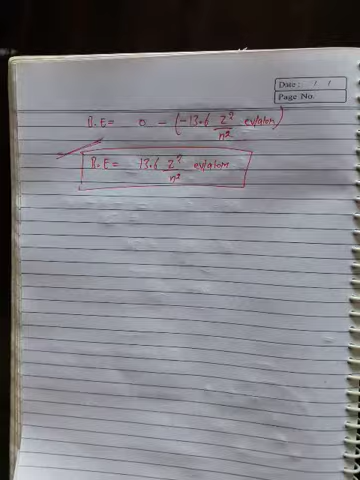 Date: / /
Page No.
B.E = 0 - (-13.6 Z²/n² ev/atom)
B.E = 13.6 Z²/n² ev/atom